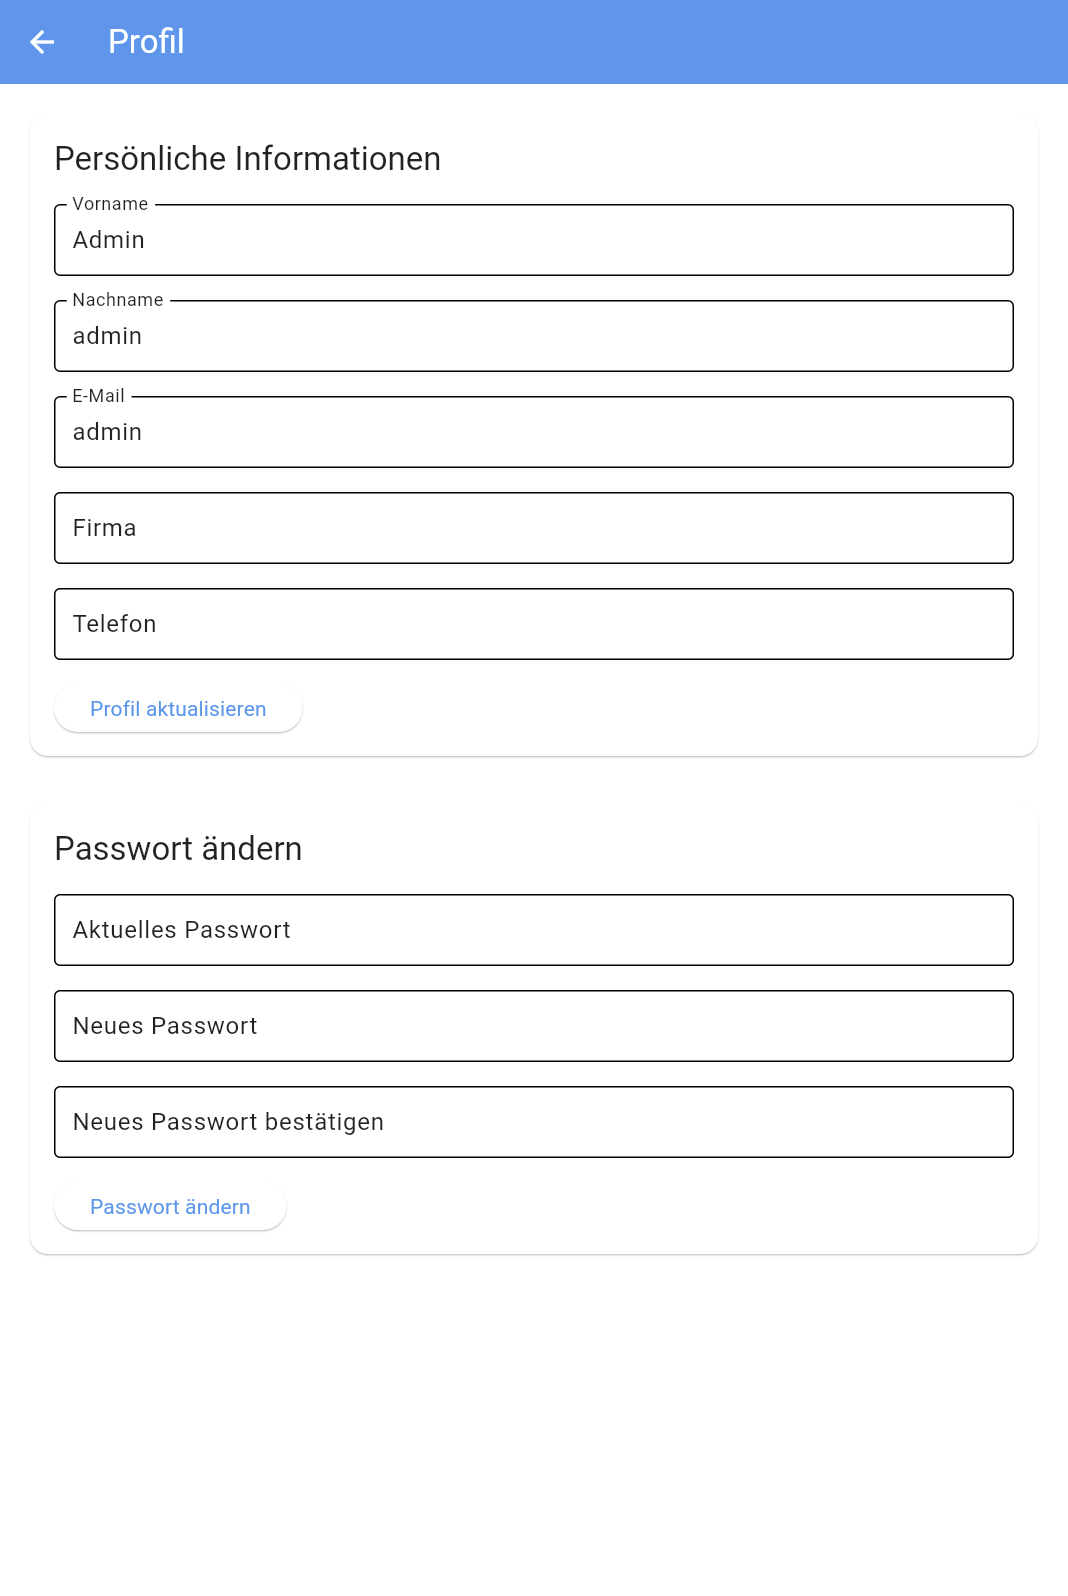 Profil
Persönliche Informationen
Vorname
Admin
Nachname
admin
E-Mail
admin
Firma
Telefon
Profil aktualisieren
Passwort ändern
Aktuelles Passwort
Neues Passwort
Neues Passwort bestätigen
Passwort ändern